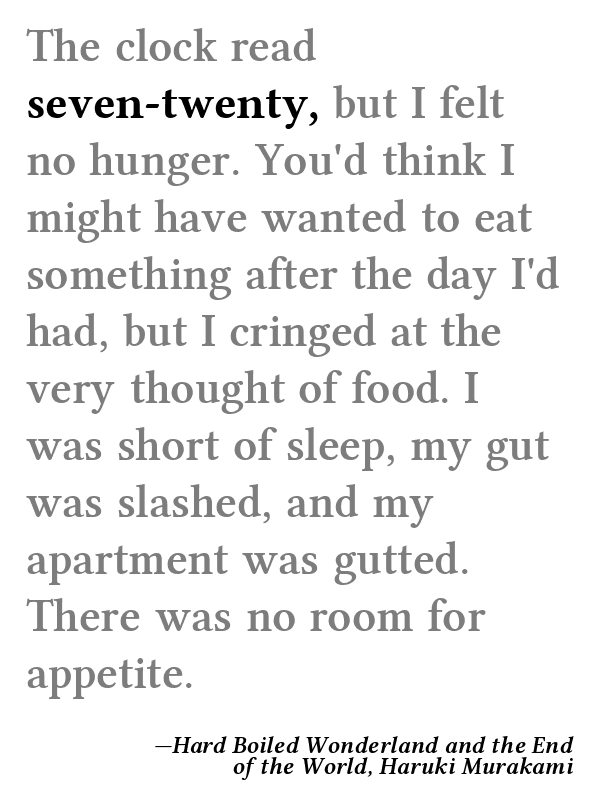 The clock read
seven-twenty, but I felt
no hunger. You'd think I
might have wanted to eat
something after the day I'd
had, but I cringed at the
very thought of food. I
was short of sleep, my gut
was slashed, and my
apartment was gutted.
There was no room for
appetite.
—Hard Boiled Wonderland and the End
of the World, Haruki Murakami